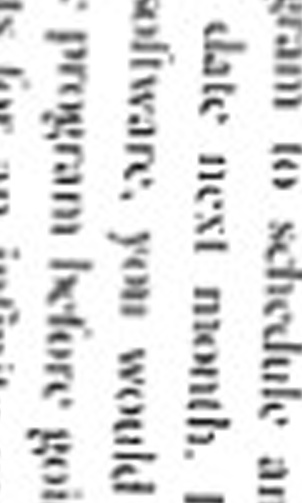 gram to schedule an
date next month. I
software, you would
program before goi